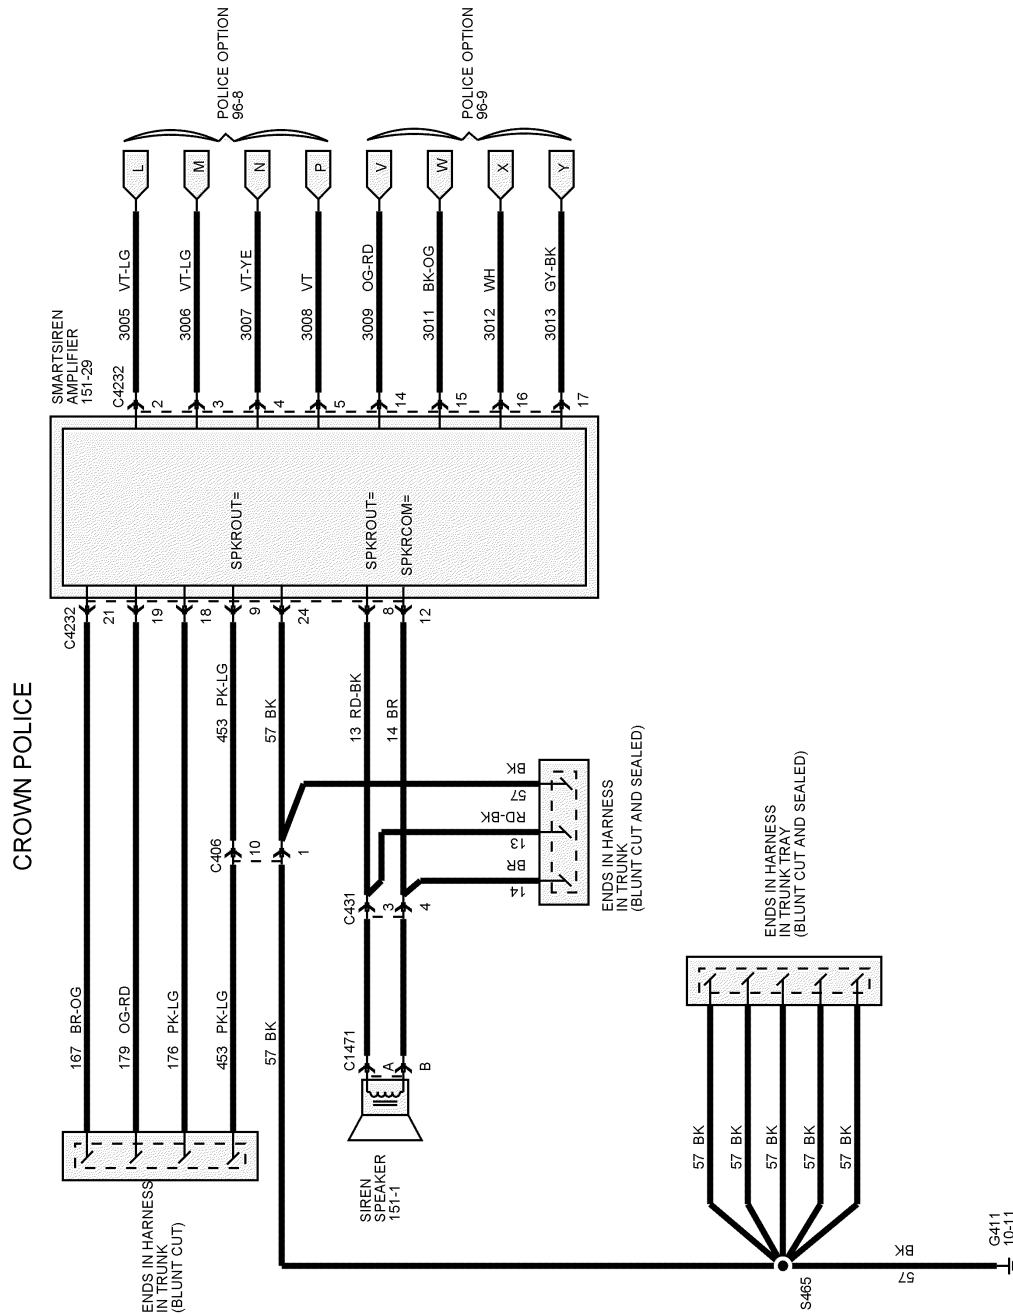 CROWN POLICE
SMARTSIREN
AMPLIFIER
151-29
POLICE OPTION
96-8
POLICE OPTION
96-9
L
M
N
P
V
W
X
Y
3005 VT-LG
3006 VT-LG
3007 VT-YE
3008 VT
3009 OG-RD
3011 BK-OG
3012 WH
3013 GY-BK
C4232
2
3
4
5
14
15
16
17
SPKROUT=
SPKROUT=
SPKRCOM=
C4232
21
19
18
9
24
8
12
453 PK-LG
57 BK
13 RD-BK
14 BR
C406
10
1
C431
3
4
57 BK
13 RD-BK
14 BR
ENDS IN HARNESS
IN TRUNK
(BLUNT CUT AND SEALED)
167 BR-OG
179 OG-RD
176 PK-LG
453 PK-LG
57 BK
C1471
A
B
SIREN
SPEAKER
151-1
ENDS IN HARNESS
IN TRUNK
(BLUNT CUT)
ENDS IN HARNESS
IN TRUNK TRAY
(BLUNT CUT AND SEALED)
57 BK
57 BK
57 BK
57 BK
57 BK
S465
57 BK
G411
10-11